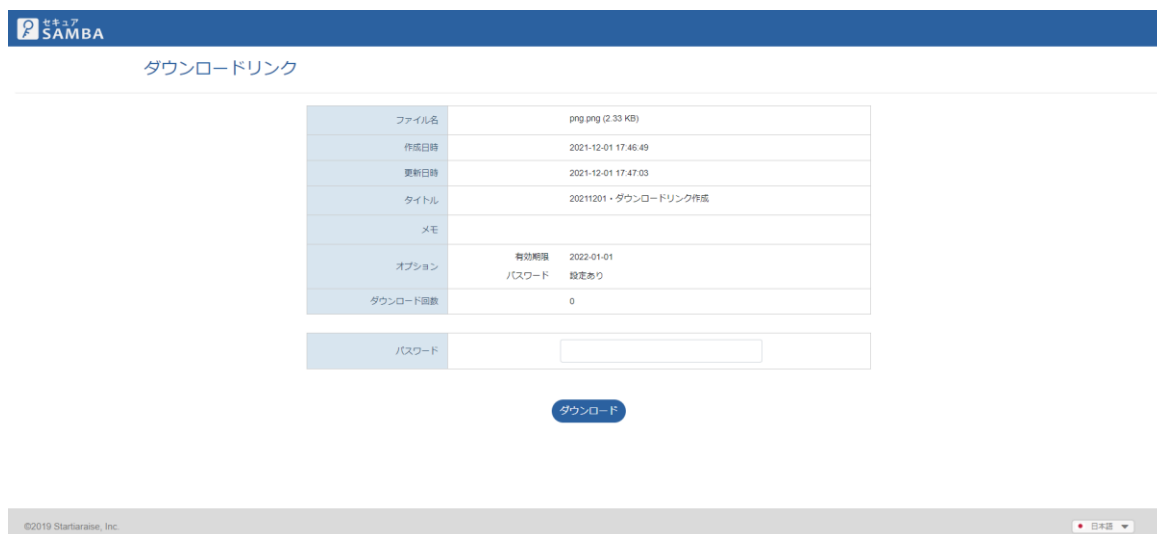 セキュア
SAMBA
ダウンロードリンク
ファイル名 png.png (2.33 KB)
作成日時 2021-12-01 17:46:49
更新日時 2021-12-01 17:47:03
タイトル 20211201・ダウンロードリンク作成
メモ
オプション 有効期限 2022-01-01
パスワード 設定あり
ダウンロード回数 0
パスワード
ダウンロード
©2019 Startiaraise, Inc. 日本語